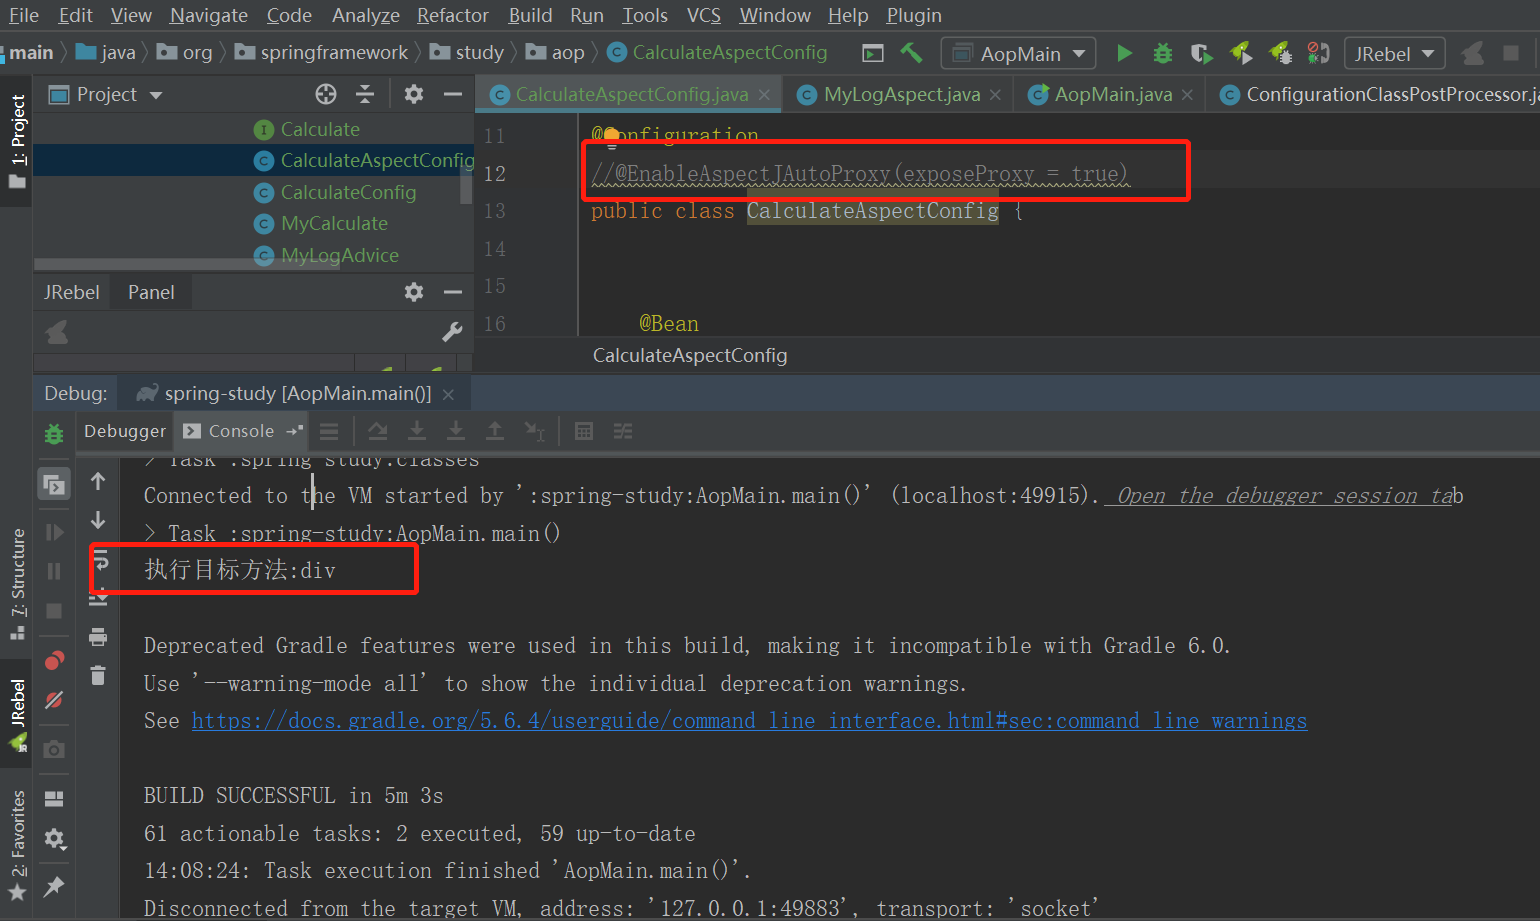 File Edit View Navigate Code Analyze Refactor Build Run Tools VCS Window Help Plugin
main java org springframework study aop CalculateAspectConfig AopMain JRebel
1: Project
Project
CalculateAspectConfig.java MyLogAspect.java AopMain.java ConfigurationClassPostProcessor.ja
Calculate
CalculateAspectConfig
CalculateConfig
MyCalculate
MyLogAdvice
11 @Configuration
12 //@EnableAspectJAutoProxy(exposeProxy = true)
13 public class CalculateAspectConfig {
14
15
16 @Bean
CalculateAspectConfig
JRebel Panel
Debug: spring-study [AopMain.main()]
Debugger Console
> Task :spring-study:classes
Connected to the VM started by ':spring-study:AopMain.main()' (localhost:49915). Open the debugger session tab
> Task :spring-study:AopMain.main()
执行目标方法:div
Deprecated Gradle features were used in this build, making it incompatible with Gradle 6.0.
Use '--warning-mode all' to show the individual deprecation warnings.
See https://docs.gradle.org/5.6.4/userguide/command_line_interface.html#sec:command_line_warnings
BUILD SUCCESSFUL in 5m 3s
61 actionable tasks: 2 executed, 59 up-to-date
14:08:24: Task execution finished 'AopMain.main()'.
Disconnected from the target VM, address: '127.0.0.1:49883', transport: 'socket'
7: Structure
JRebel
2: Favorites